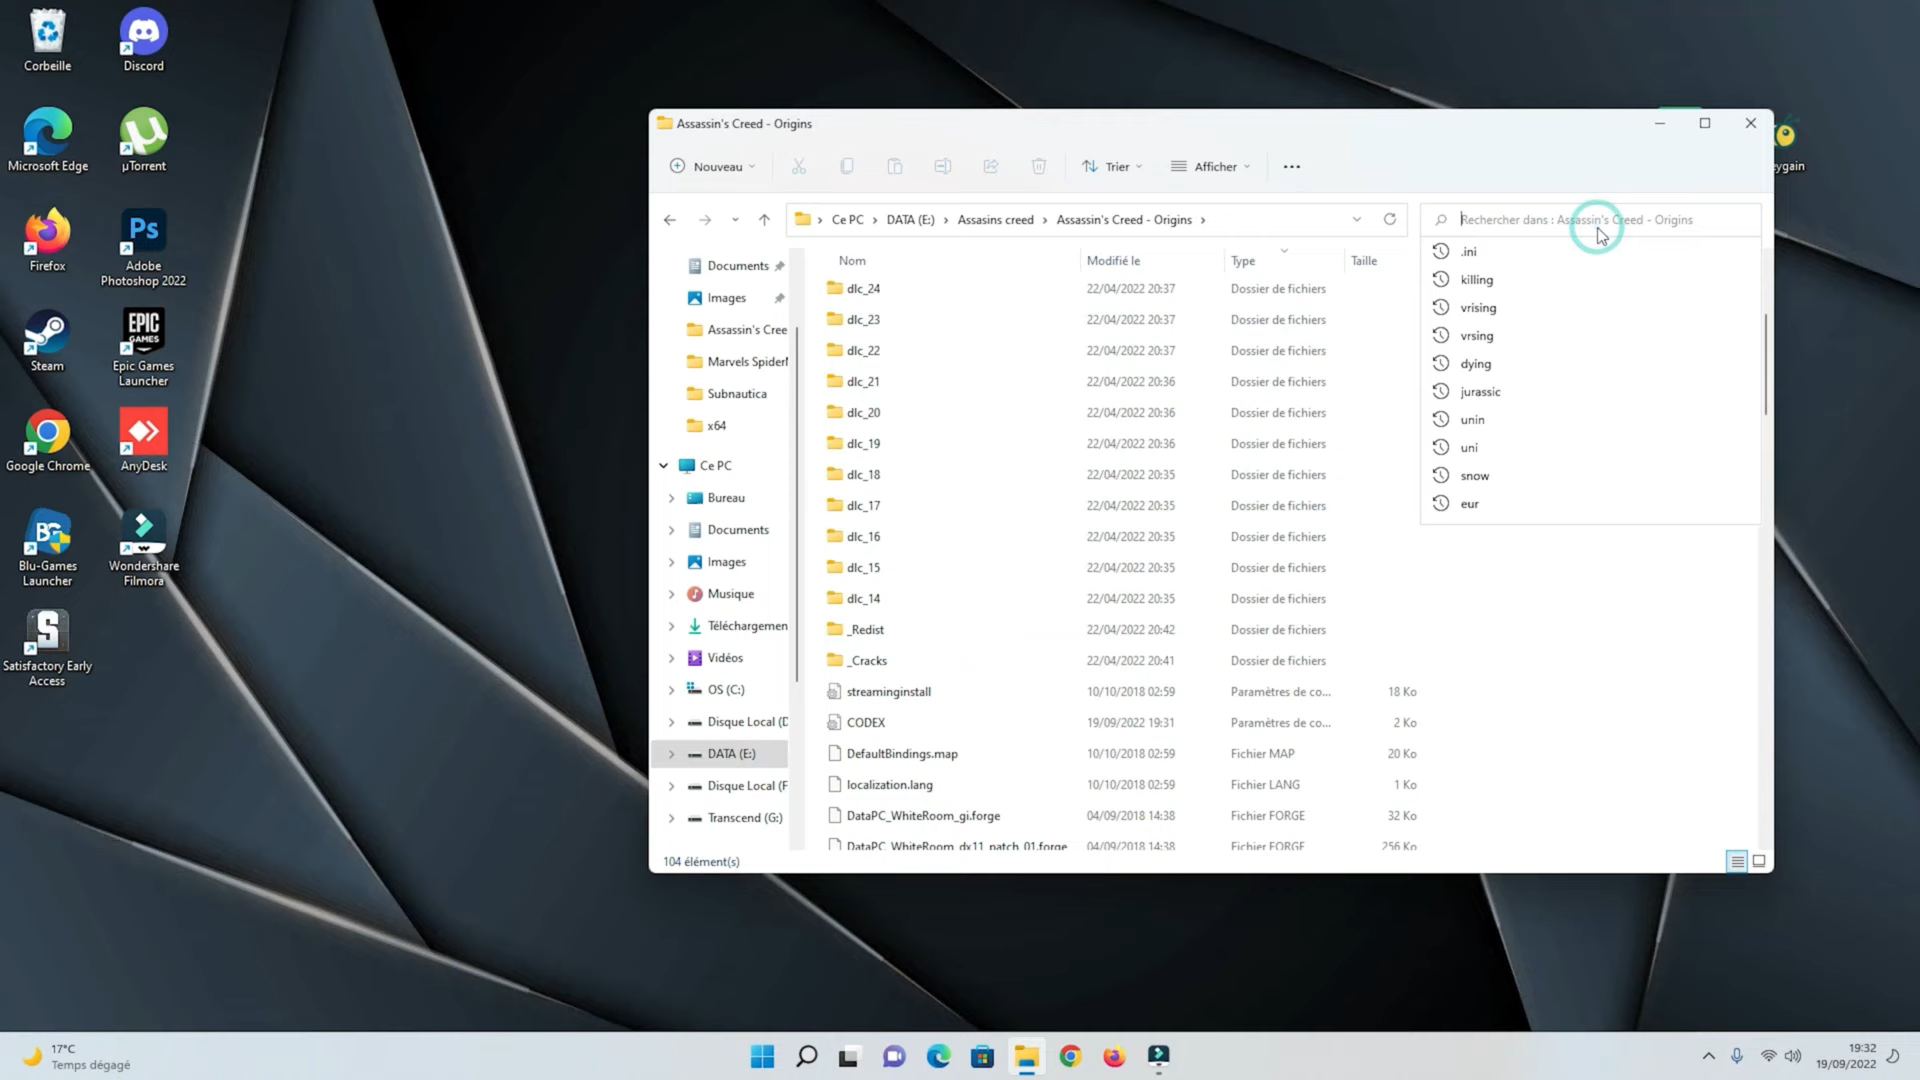 Corbeille
Discord
Microsoft Edge
µTorrent
Firefox
Adobe
Photoshop 2022
Steam
Epic Games
Launcher
Google Chrome
AnyDesk
Blu-Games
Launcher
Wondershare
Filmora
Satisfactory Early
Access
Ps
EPIC
GAMES
BG
S
ygain
Assassin's Creed - Origins
Nouveau
Trier
Afficher
Ce PC > DATA (E:) > Assasins creed > Assassin's Creed - Origins >
Rechercher dans : Assassin's Creed - Origins
.ini
killing
vrising
vrsing
dying
jurassic
unin
uni
snow
eur
Documents
Images
Assassin's Cree
Marvels Spider
Subnautica
x64
Ce PC
Bureau
Documents
Images
Musique
Téléchargemen
Vidéos
OS (C:)
Disque Local (D
DATA (E:)
Disque Local (F
Transcend (G:)
Nom Modifié le Type Taille
dlc_24 22/04/2022 20:37 Dossier de fichiers
dlc_23 22/04/2022 20:37 Dossier de fichiers
dlc_22 22/04/2022 20:37 Dossier de fichiers
dlc_21 22/04/2022 20:36 Dossier de fichiers
dlc_20 22/04/2022 20:36 Dossier de fichiers
dlc_19 22/04/2022 20:36 Dossier de fichiers
dlc_18 22/04/2022 20:35 Dossier de fichiers
dlc_17 22/04/2022 20:35 Dossier de fichiers
dlc_16 22/04/2022 20:35 Dossier de fichiers
dlc_15 22/04/2022 20:35 Dossier de fichiers
dlc_14 22/04/2022 20:35 Dossier de fichiers
_Redist 22/04/2022 20:42 Dossier de fichiers
_Cracks 22/04/2022 20:41 Dossier de fichiers
streaminginstall 10/10/2018 02:59 Paramètres de co... 18 Ko
CODEX 19/09/2022 19:31 Paramètres de co... 2 Ko
DefaultBindings.map 10/10/2018 02:59 Fichier MAP 20 Ko
localization.lang 10/10/2018 02:59 Fichier LANG 1 Ko
DataPC_WhiteRoom_gi.forge 04/09/2018 14:38 Fichier FORGE 32 Ko
DataPC_WhiteRoom_dx11_patch_01.forge 04/09/2018 14:38 Fichier FORGE 256 Ko
104 élément(s)
17°C
Temps dégagé
19:32
19/09/2022